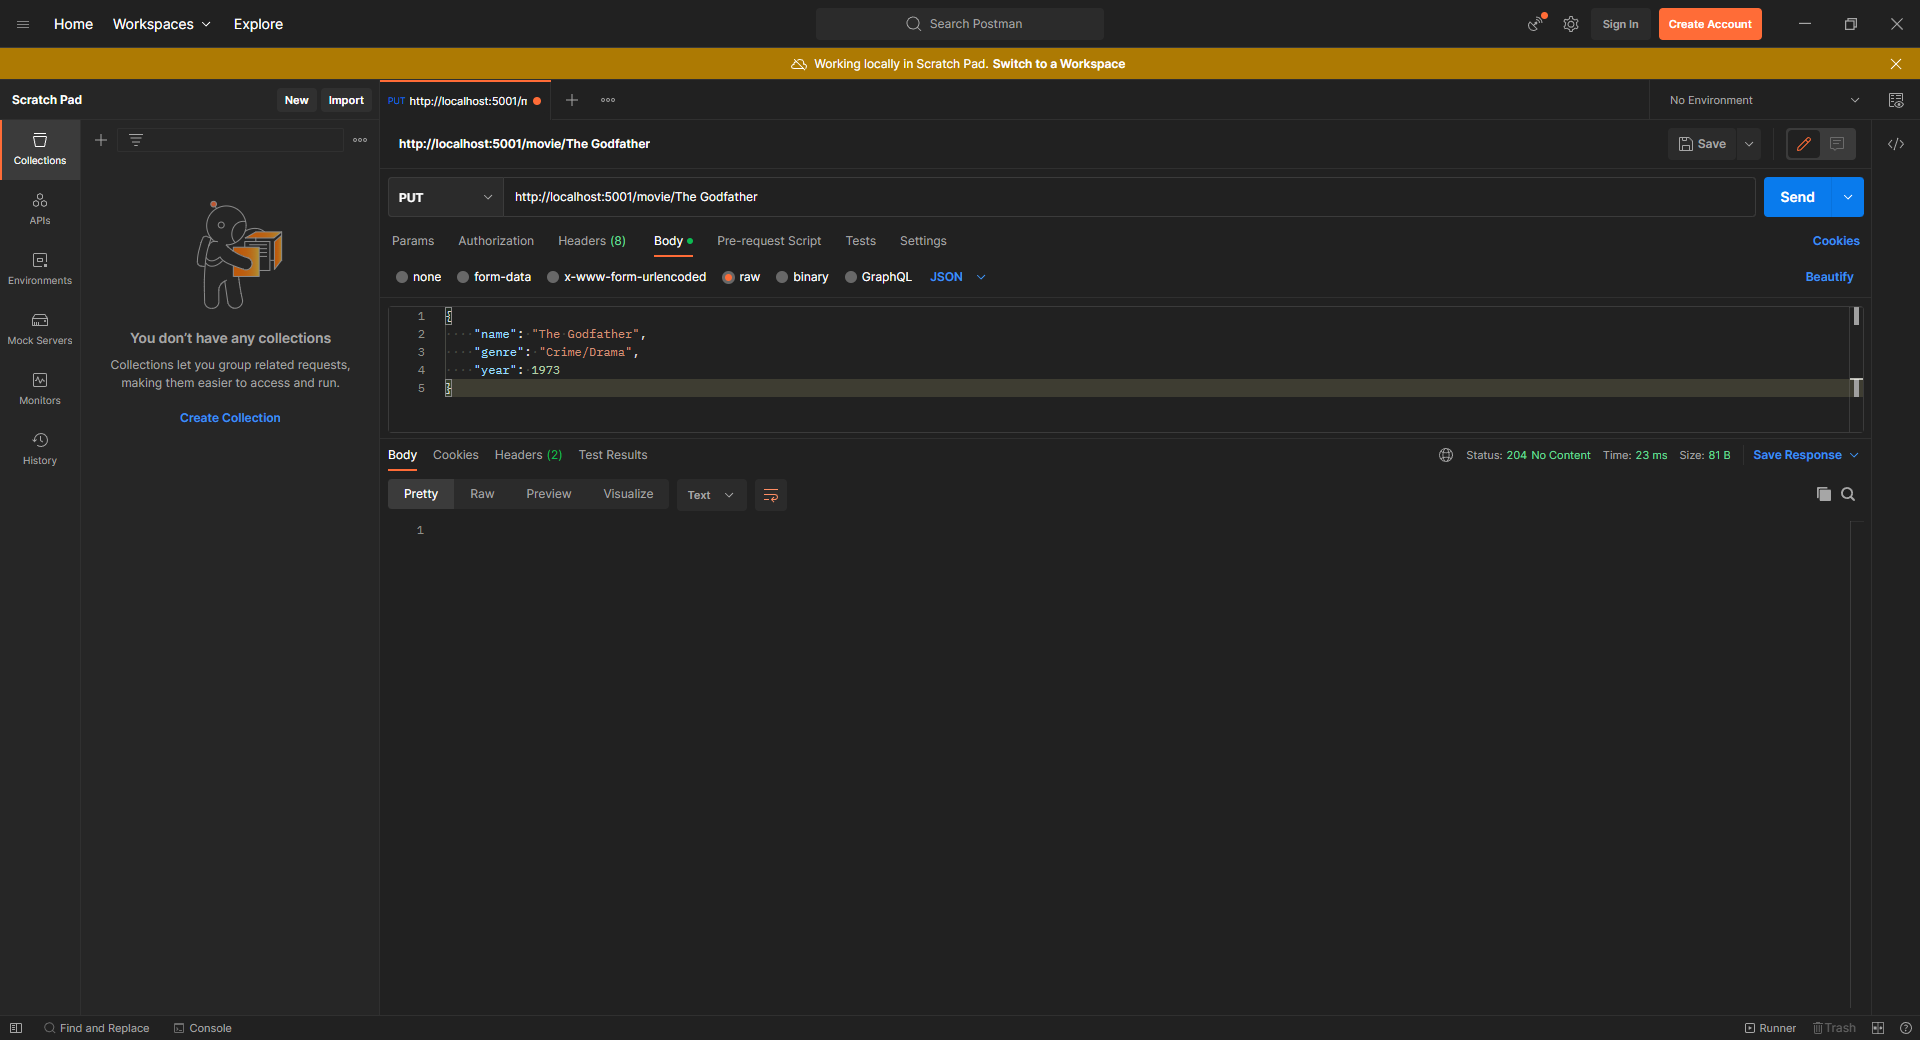 Home Workspaces Explore Search Postman Sign In Create Account
Working locally in Scratch Pad. Switch to a Workspace
Scratch Pad New Import PUT http://localhost:5001/n No Environment
Collections
APIs
Environments
Mock Servers
Monitors
History
You don’t have any collections
Collections let you group related requests,
making them easier to access and run.
Create Collection
http://localhost:5001/movie/The Godfather Save
PUT http://localhost:5001/movie/The Godfather Send
Params Authorization Headers (8) Body Pre-request Script Tests Settings Cookies
none form-data x-www-form-urlencoded raw binary GraphQL JSON Beautify
1 {
2 "name": "The Godfather",
3 "genre": "Crime/Drama",
4 "year": 1973
5 }
Body Cookies Headers (2) Test Results Status: 204 No Content Time: 23 ms Size: 81 B Save Response
Pretty Raw Preview Visualize Text
1
Find and Replace Console Runner Trash